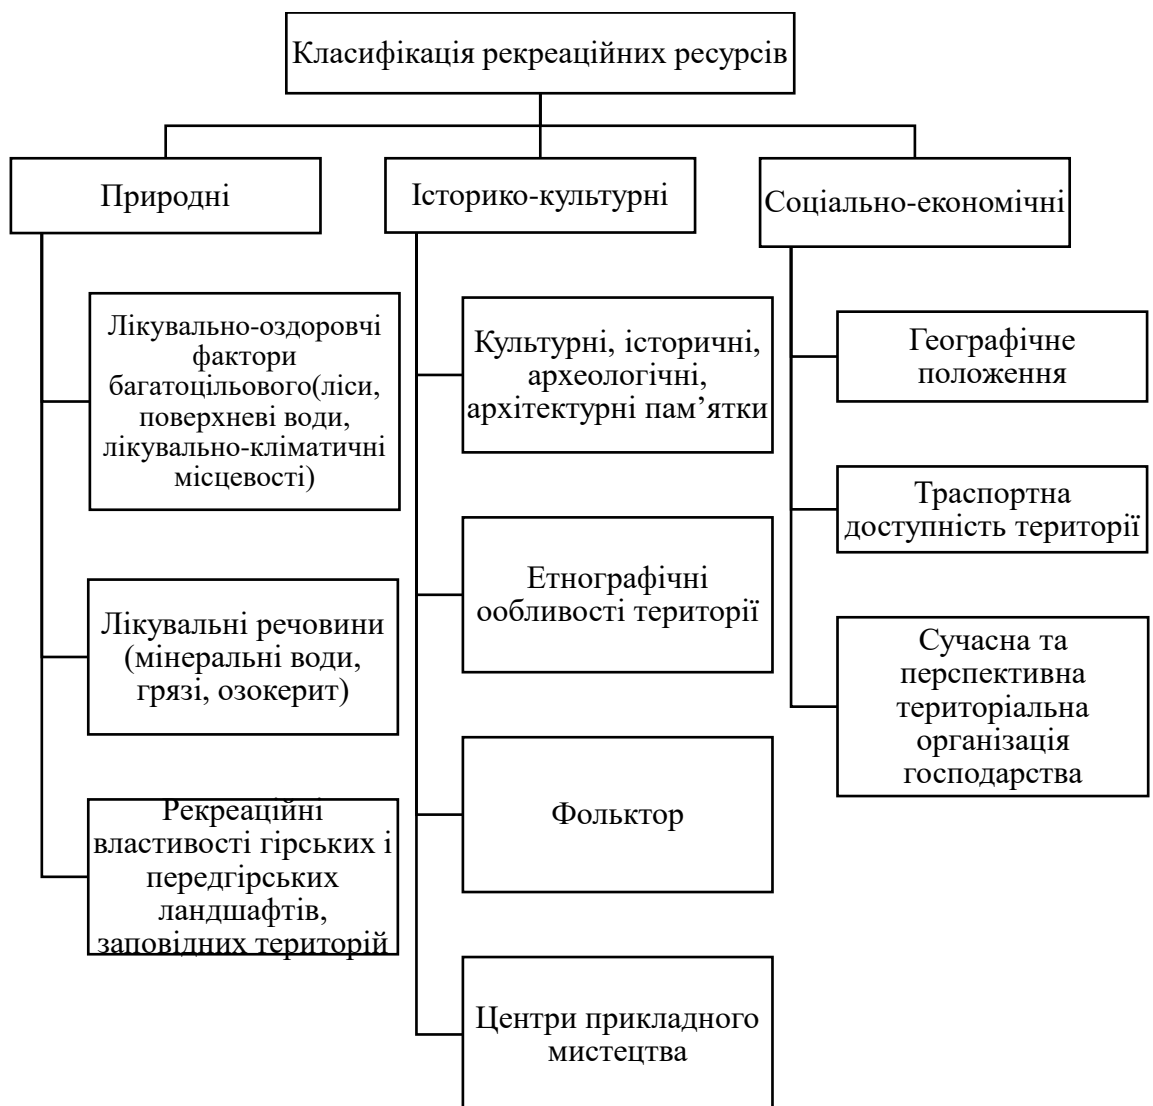 Класифікація рекреаційних ресурсів
Природні
Історико-культурні
Соціально-економічні
Лікувально-оздоровчі
фактори
багатоцільового(ліси,
поверхневі води,
лікувально-кліматичні
місцевості)
Лікувальні речовини
(мінеральні води,
грязі, озокерит)
Рекреаційні
властивості гірських і
передгірських
ландшафтів,
заповідних територій
Культурні, історичні,
археологічні,
архітектурні пам’ятки
Етнографічні
ообливості території
Фольктор
Центри прикладного
мистецтва
Географічне
положення
Траспортна
доступність території
Сучасна та
перспективна
територіальна
організація
господарства